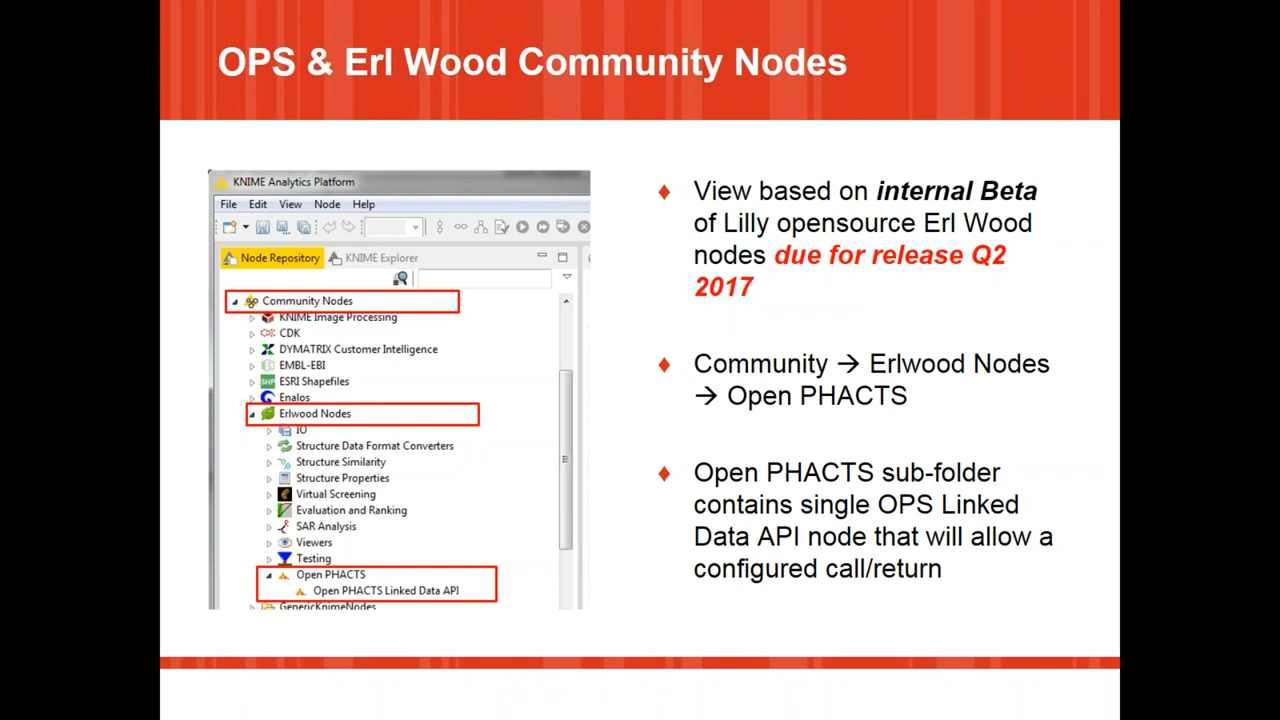 OPS & Erl Wood Community Nodes
KNIME Analytics Platform
File Edit View Node Help
Node Repository KNIME Explorer
Community Nodes
KNIME Image Processing
CDK
DYMATRIX Customer Intelligence
EMBL-EBI
SHP ESRI Shapefiles
Enalos
Erlwood Nodes
IO
Structure Data Format Converters
Structure Similarity
Structure Properties
Virtual Screening
Evaluation and Ranking
SAR Analysis
Viewers
Testing
Open PHACTS
Open PHACTS Linked Data API
GenericKnimeNodes
♦ View based on internal Beta
of Lilly opensource Erl Wood
nodes due for release Q2
2017
♦ Community → Erlwood Nodes
→ Open PHACTS
♦ Open PHACTS sub-folder
contains single OPS Linked
Data API node that will allow a
configured call/return